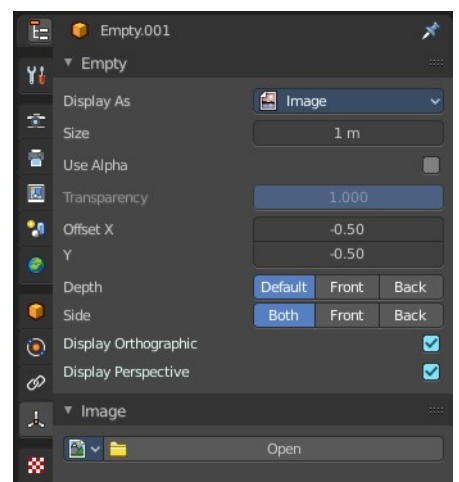 Empty.001
Empty
Display As Image
Size 1 m
Use Alpha
Transparency 1.000
Offset X -0.50
Y -0.50
Depth Default Front Back
Side Both Front Back
Display Orthographic
Display Perspective
Image
Open